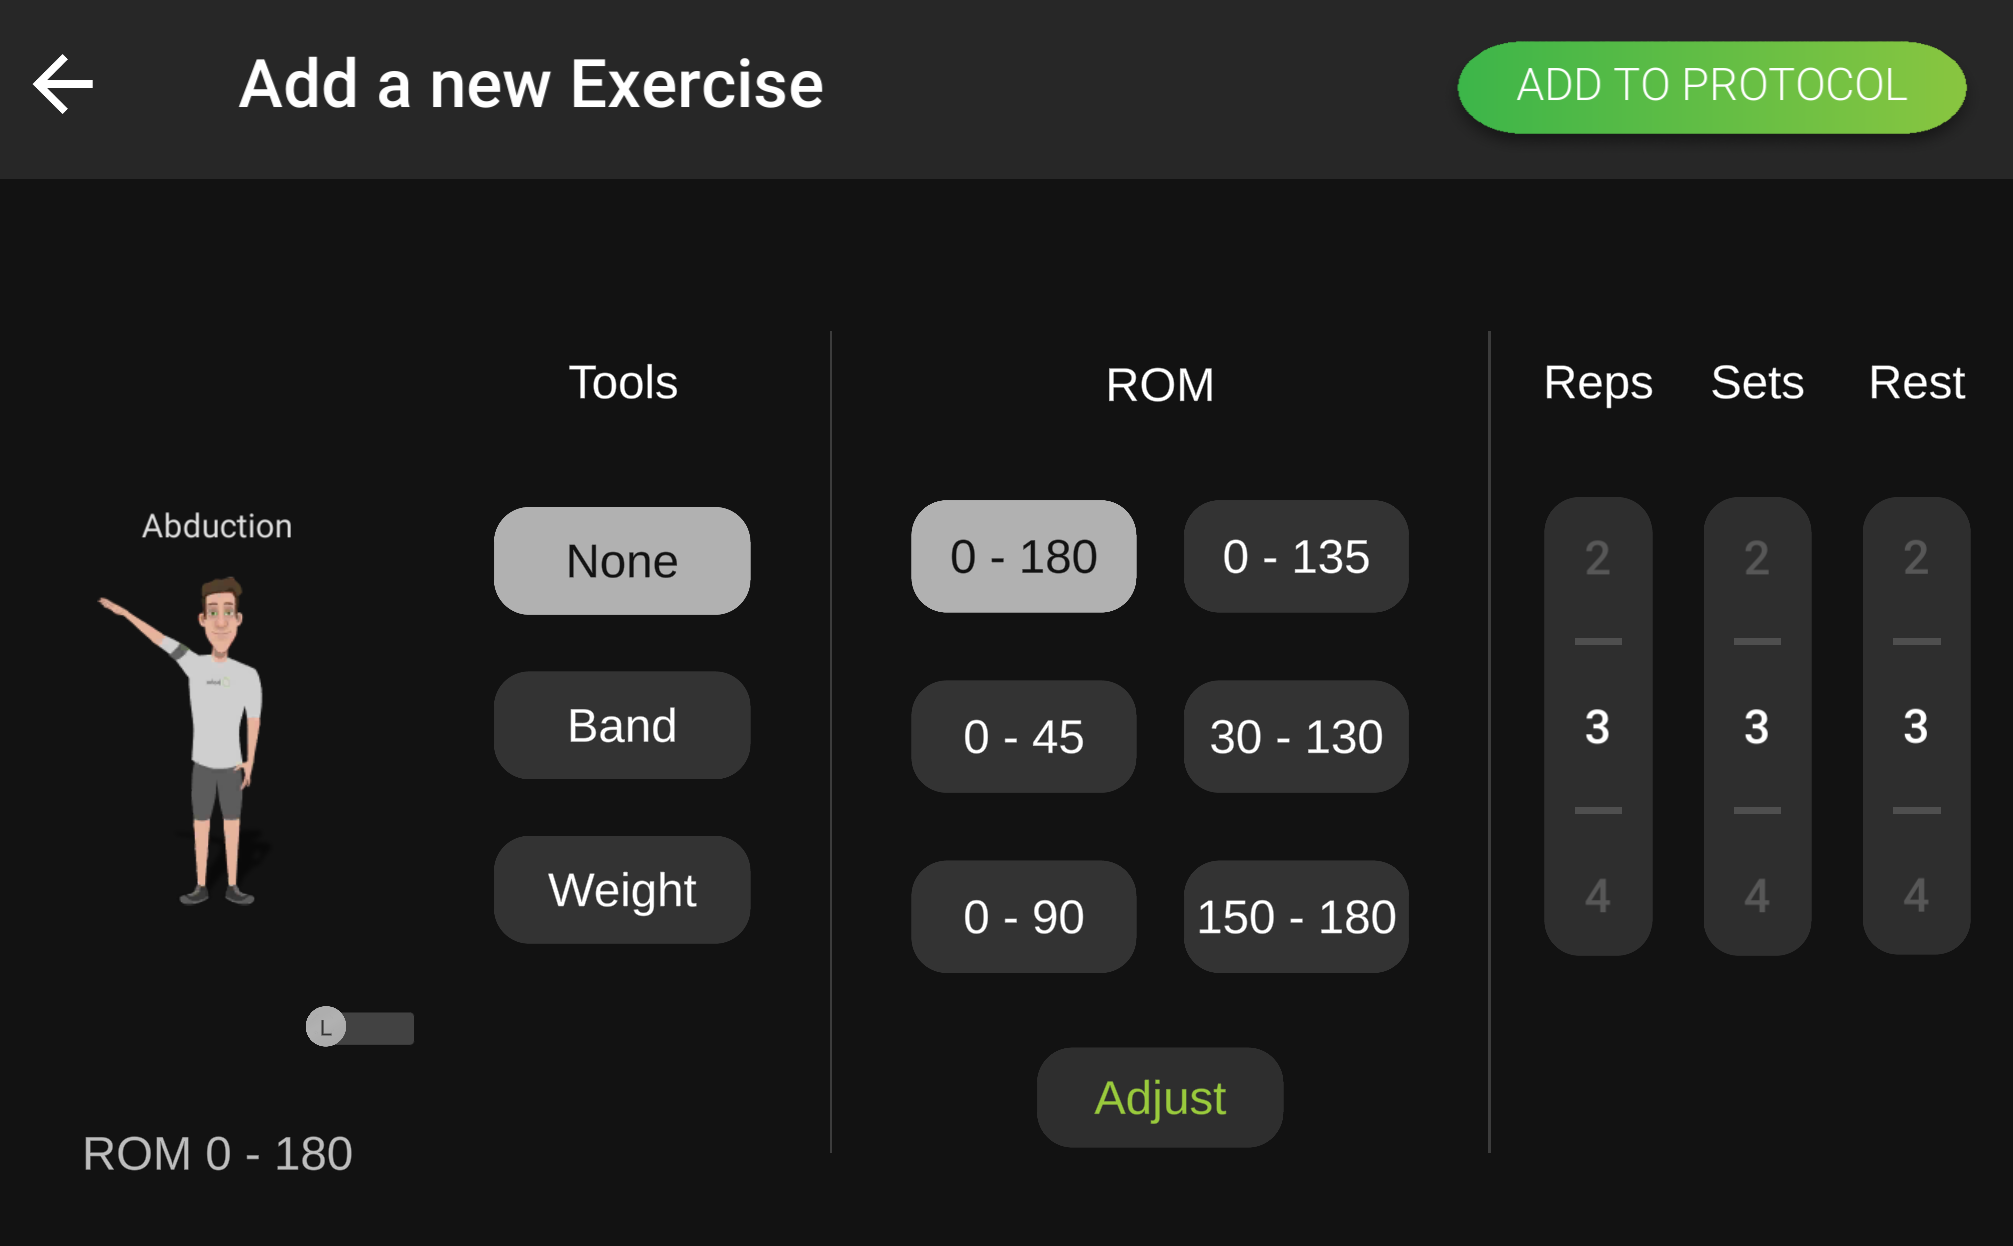 Add a new Exercise
ADD TO PROTOCOL
Abduction
L
ROM 0 - 180
Tools
None
Band
Weight
ROM
0 - 180
0 - 135
0 - 45
30 - 130
0 - 90
150 - 180
Adjust
Reps
Sets
Rest
2
2
2
3
3
3
4
4
4